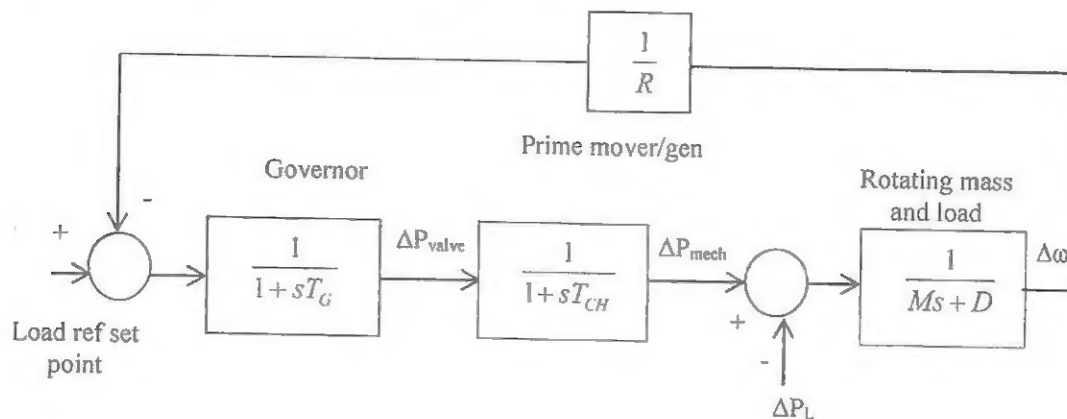 1
R
Prime mover/gen
Governor
Rotating mass
and load
-
+
1
1+sT_G
ΔP_valve
1
1+sT_CH
ΔP_mech
+
-
1
Ms+D
Δω
Load ref set
point
ΔP_L